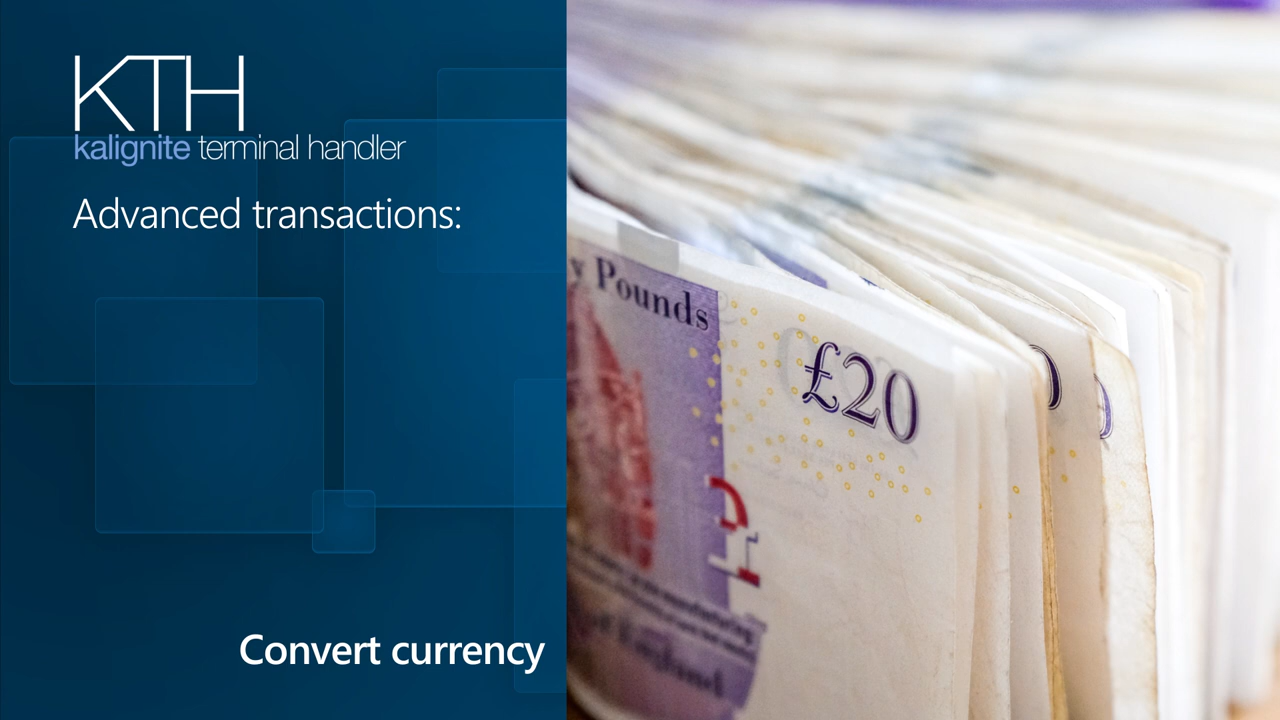 KTH
kalignite terminal handler
Advanced transactions:
Convert currency
Pounds
£20